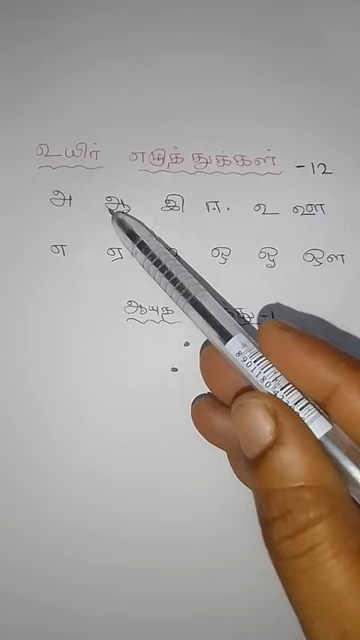 உயிர் எழுத்துக்கள் -12
அ ஆ இ ஈ உ ஊ
எ ஏ ஒ ஓ ஔ
ஆயுத -1